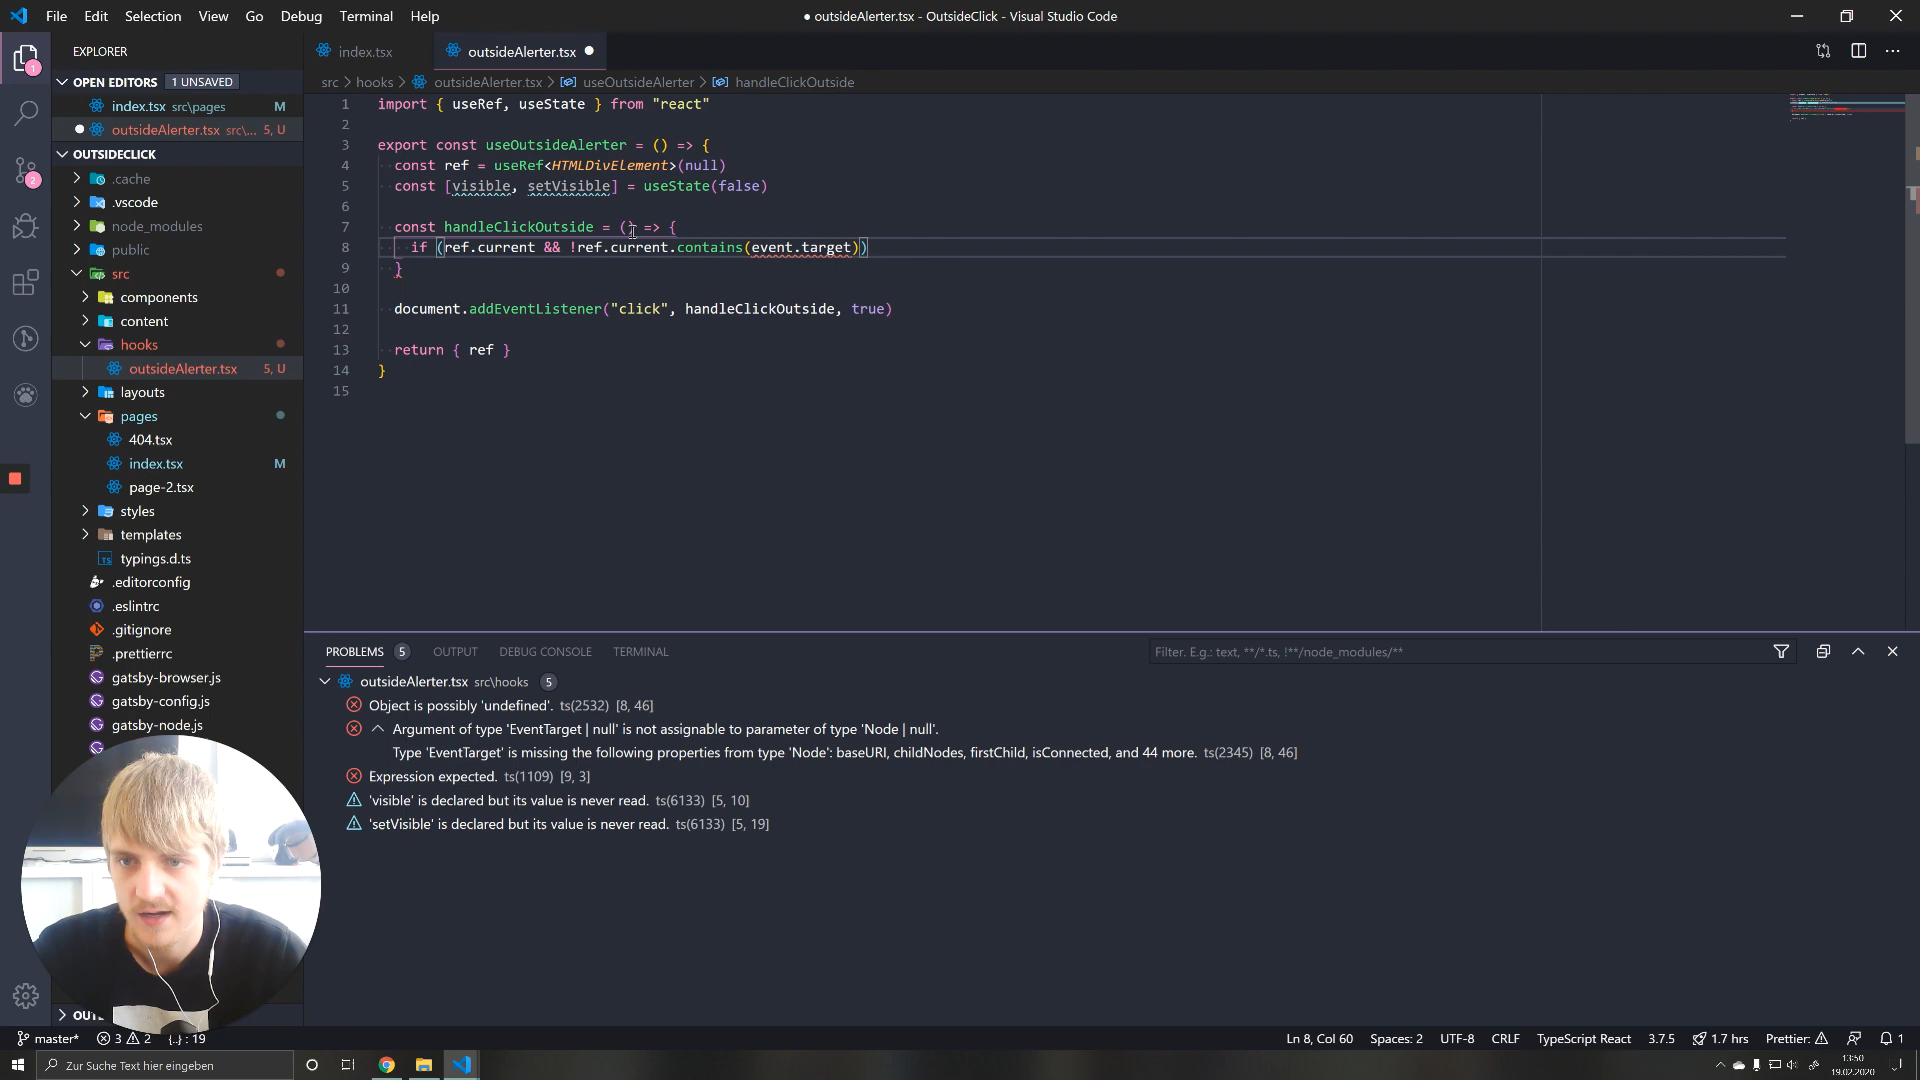 File Edit Selection View Go Debug Terminal Help
● outsideAlerter.tsx - OutsideClick - Visual Studio Code
EXPLORER
OPEN EDITORS 1 UNSAVED
index.tsx src\pages M
outsideAlerter.tsx src\... 5, U
OUTSIDECLICK
.cache
.vscode
node_modules
public
src
components
content
hooks
outsideAlerter.tsx 5, U
layouts
pages
404.tsx
index.tsx M
page-2.tsx
styles
templates
typings.d.ts
.editorconfig
.eslintrc
.gitignore
.prettierrc
gatsby-browser.js
gatsby-config.js
gatsby-node.js
index.tsx outsideAlerter.tsx
src > hooks > outsideAlerter.tsx > useOutsideAlerter > handleClickOutside
1 import { useRef, useState } from "react"
2
3 export const useOutsideAlerter = () => {
4 const ref = useRef<HTMLDivElement>(null)
5 const [visible, setVisible] = useState(false)
6
7 const handleClickOutside = () => {
8 if (ref.current && !ref.current.contains(event.target))
9 }
10
11 document.addEventListener("click", handleClickOutside, true)
12
13 return { ref }
14 }
15
PROBLEMS 5 OUTPUT DEBUG CONSOLE TERMINAL
Filter. E.g.: text, **/*.ts, !**/node_modules/**
outsideAlerter.tsx src\hooks 5
Object is possibly 'undefined'. ts(2532) [8, 46]
Argument of type 'EventTarget | null' is not assignable to parameter of type 'Node | null'.
Type 'EventTarget' is missing the following properties from type 'Node': baseURI, childNodes, firstChild, isConnected, and 44 more. ts(2345) [8, 46]
Expression expected. ts(1109) [9, 3]
'visible' is declared but its value is never read. ts(6133) [5, 10]
'setVisible' is declared but its value is never read. ts(6133) [5, 19]
master* 3 2 {..} : 19
Ln 8, Col 60 Spaces: 2 UTF-8 CRLF TypeScript React 3.7.5 1.7 hrs Prettier: 1
Zur Suche Text hier eingeben
13:50
19.02.2020